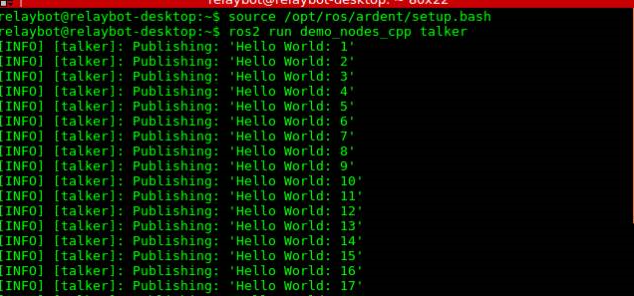 relaybot@relaybot-desktop: ~ 80x22
relaybot@relaybot-desktop:~$ source /opt/ros/ardent/setup.bash
relaybot@relaybot-desktop:~$ ros2 run demo_nodes_cpp talker
[INFO] [talker]: Publishing: 'Hello World: 1'
[INFO] [talker]: Publishing: 'Hello World: 2'
[INFO] [talker]: Publishing: 'Hello World: 3'
[INFO] [talker]: Publishing: 'Hello World: 4'
[INFO] [talker]: Publishing: 'Hello World: 5'
[INFO] [talker]: Publishing: 'Hello World: 6'
[INFO] [talker]: Publishing: 'Hello World: 7'
[INFO] [talker]: Publishing: 'Hello World: 8'
[INFO] [talker]: Publishing: 'Hello World: 9'
[INFO] [talker]: Publishing: 'Hello World: 10'
[INFO] [talker]: Publishing: 'Hello World: 11'
[INFO] [talker]: Publishing: 'Hello World: 12'
[INFO] [talker]: Publishing: 'Hello World: 13'
[INFO] [talker]: Publishing: 'Hello World: 14'
[INFO] [talker]: Publishing: 'Hello World: 15'
[INFO] [talker]: Publishing: 'Hello World: 16'
[INFO] [talker]: Publishing: 'Hello World: 17'